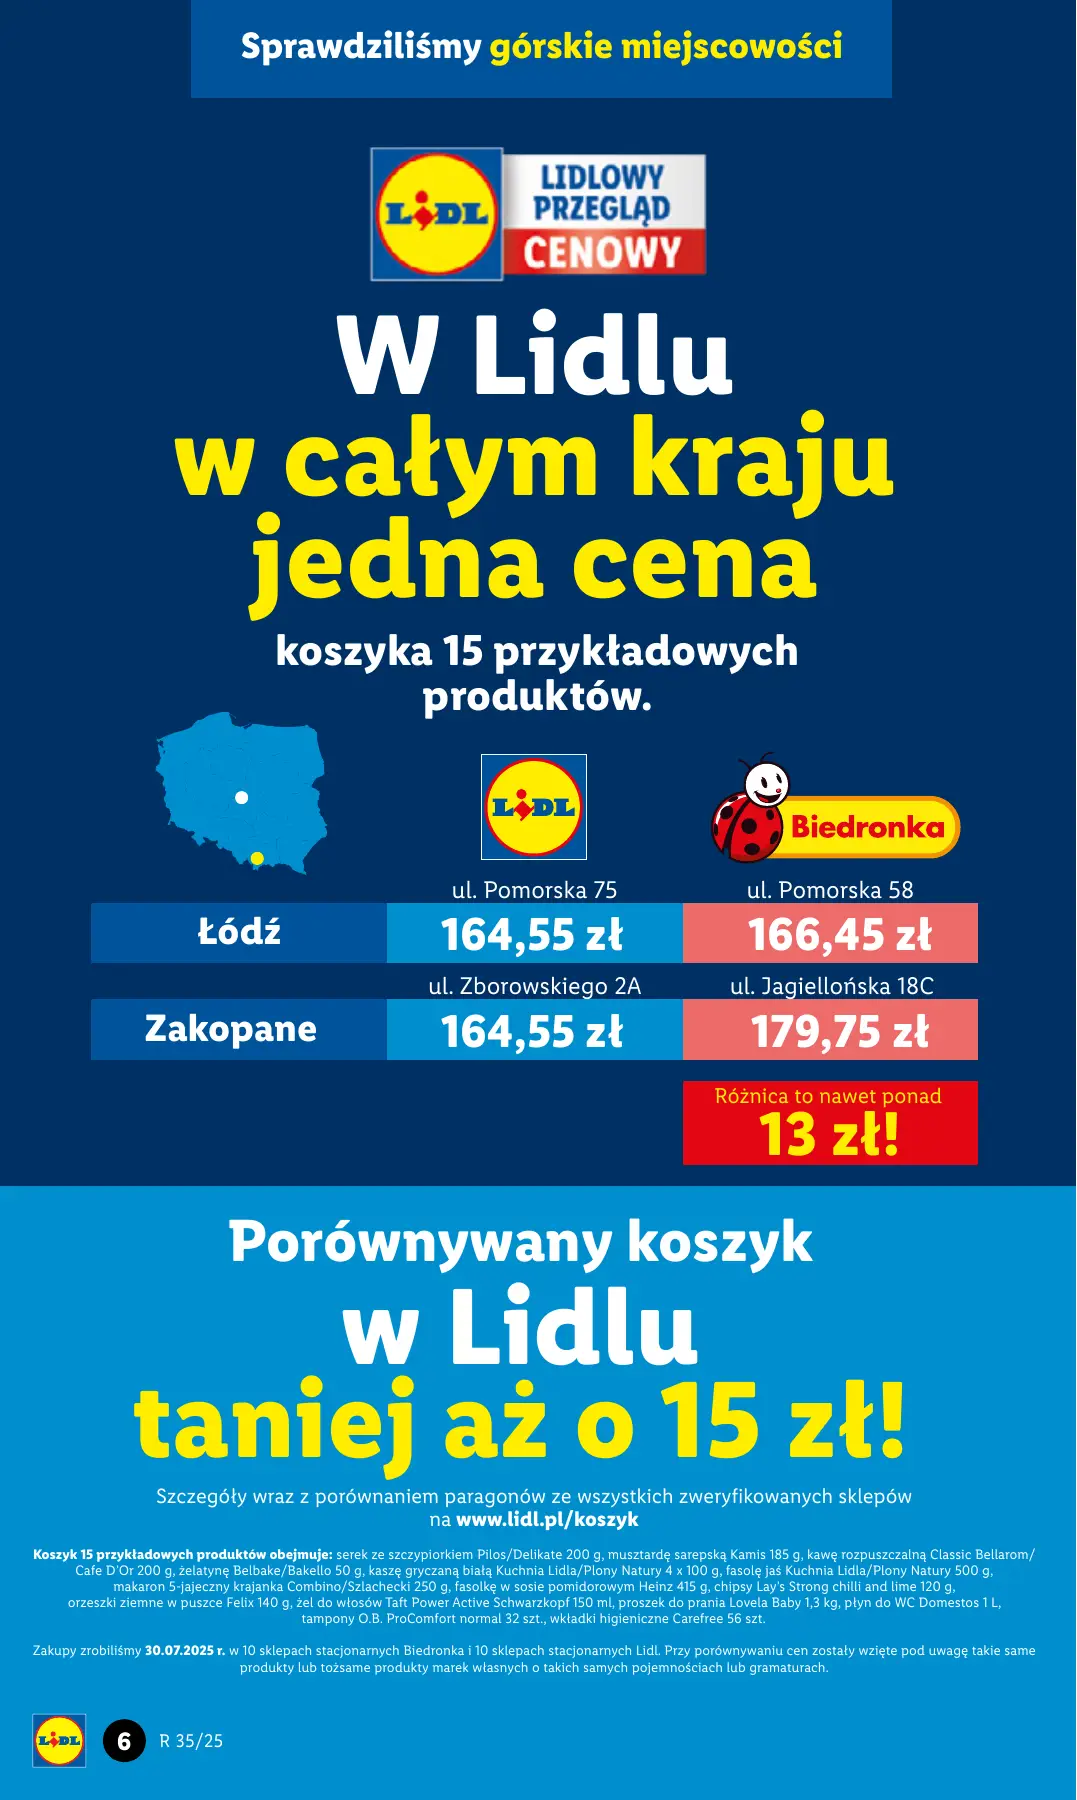 Sprawdziliśmy górskie miejscowości
LIDL
LIDLOWY
PRZEGLĄD
CENOWY
W Lidlu
w całym kraju
jedna cena
koszyka 15 przykładowych
produktów.
LIDL
Biedronka
ul. Pomorska 75
ul. Pomorska 58
Łódź
164,55 zł
166,45 zł
ul. Zborowskiego 2A
ul. Jagiellońska 18C
Zakopane
164,55 zł
179,75 zł
Różnica to nawet ponad
13 zł!
Porównywany koszyk
w Lidlu
taniej aż o 15 zł!
Szczegóły wraz z porównaniem paragonów ze wszystkich zweryfikowanych sklepów
na www.lidl.pl/koszyk
Koszyk 15 przykładowych produktów obejmuje: serek ze szczypiorkiem Pilos/Delikate 200 g, musztardę sarepską Kamis 185 g, kawę rozpuszczalną Classic Bellarom/
Cafe D'Or 200 g, żelatynę Belbake/Bakello 50 g, kaszę gryczaną białą Kuchnia Lidla/Plony Natury 4 x 100 g, fasolę jaś Kuchnia Lidla/Plony Natury 500 g,
makaron 5-jajeczny krajanka Combino/Szlachecki 250 g, fasolkę w sosie pomidorowym Heinz 415 g, chipsy Lay's Strong chilli and lime 120 g,
orzeszki ziemne w puszce Felix 140 g, żel do włosów Taft Power Active Schwarzkopf 150 ml, proszek do prania Lovela Baby 1,3 kg, płyn do WC Domestos 1 L,
tampony O.B. ProComfort normal 32 szt., wkładki higieniczne Carefree 56 szt.
Zakupy zrobiliśmy 30.07.2025 r. w 10 sklepach stacjonarnych Biedronka i 10 sklepach stacjonarnych Lidl. Przy porównywaniu cen zostały wzięte pod uwagę takie same
produkty lub tożsame produkty marek własnych o takich samych pojemnościach lub gramaturach.
LIDL
6
R 35/25